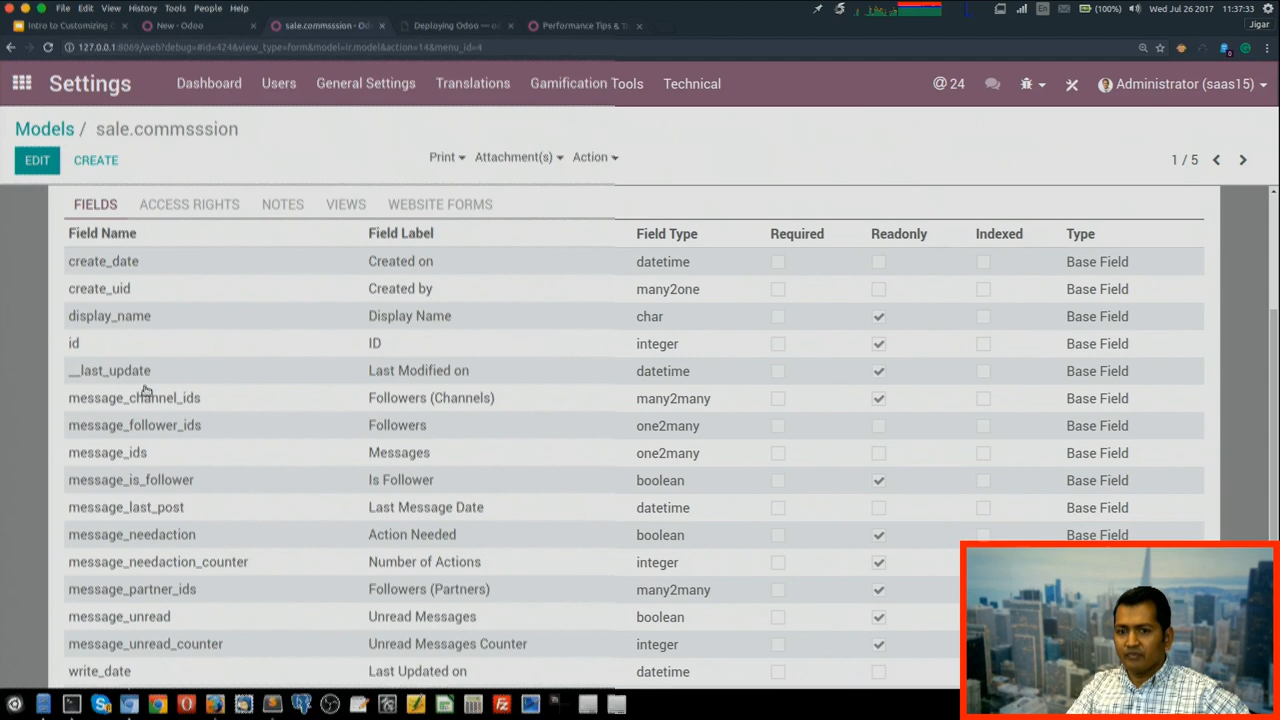 File Edit View History Tools People Help
En (100%) Wed Jul 26 2017 11:37:33
Intro to Customizing New - Odoo sale.commsssion - Od Deploying Odoo — od Performance Tips & T Jigar
127.0.0.1:8069/web?debug=#id=424&view_type=form&model=ir.model&action=14&menu_id=4
Settings Dashboard Users General Settings Translations Gamification Tools Technical @ 24 Administrator (saas15)
Models / sale.commsssion
EDIT CREATE Print Attachment(s) Action 1 / 5
FIELDS ACCESS RIGHTS NOTES VIEWS WEBSITE FORMS
Field Name Field Label Field Type Required Readonly Indexed Type
create_date Created on datetime Base Field
create_uid Created by many2one Base Field
display_name Display Name char Base Field
id ID integer Base Field
__last_update Last Modified on datetime Base Field
message_channel_ids Followers (Channels) many2many Base Field
message_follower_ids Followers one2many Base Field
message_ids Messages one2many Base Field
message_is_follower Is Follower boolean Base Field
message_last_post Last Message Date datetime Base Field
message_needaction Action Needed boolean Base Field
message_needaction_counter Number of Actions integer
message_partner_ids Followers (Partners) many2many
message_unread Unread Messages boolean
message_unread_counter Unread Messages Counter integer
write_date Last Updated on datetime